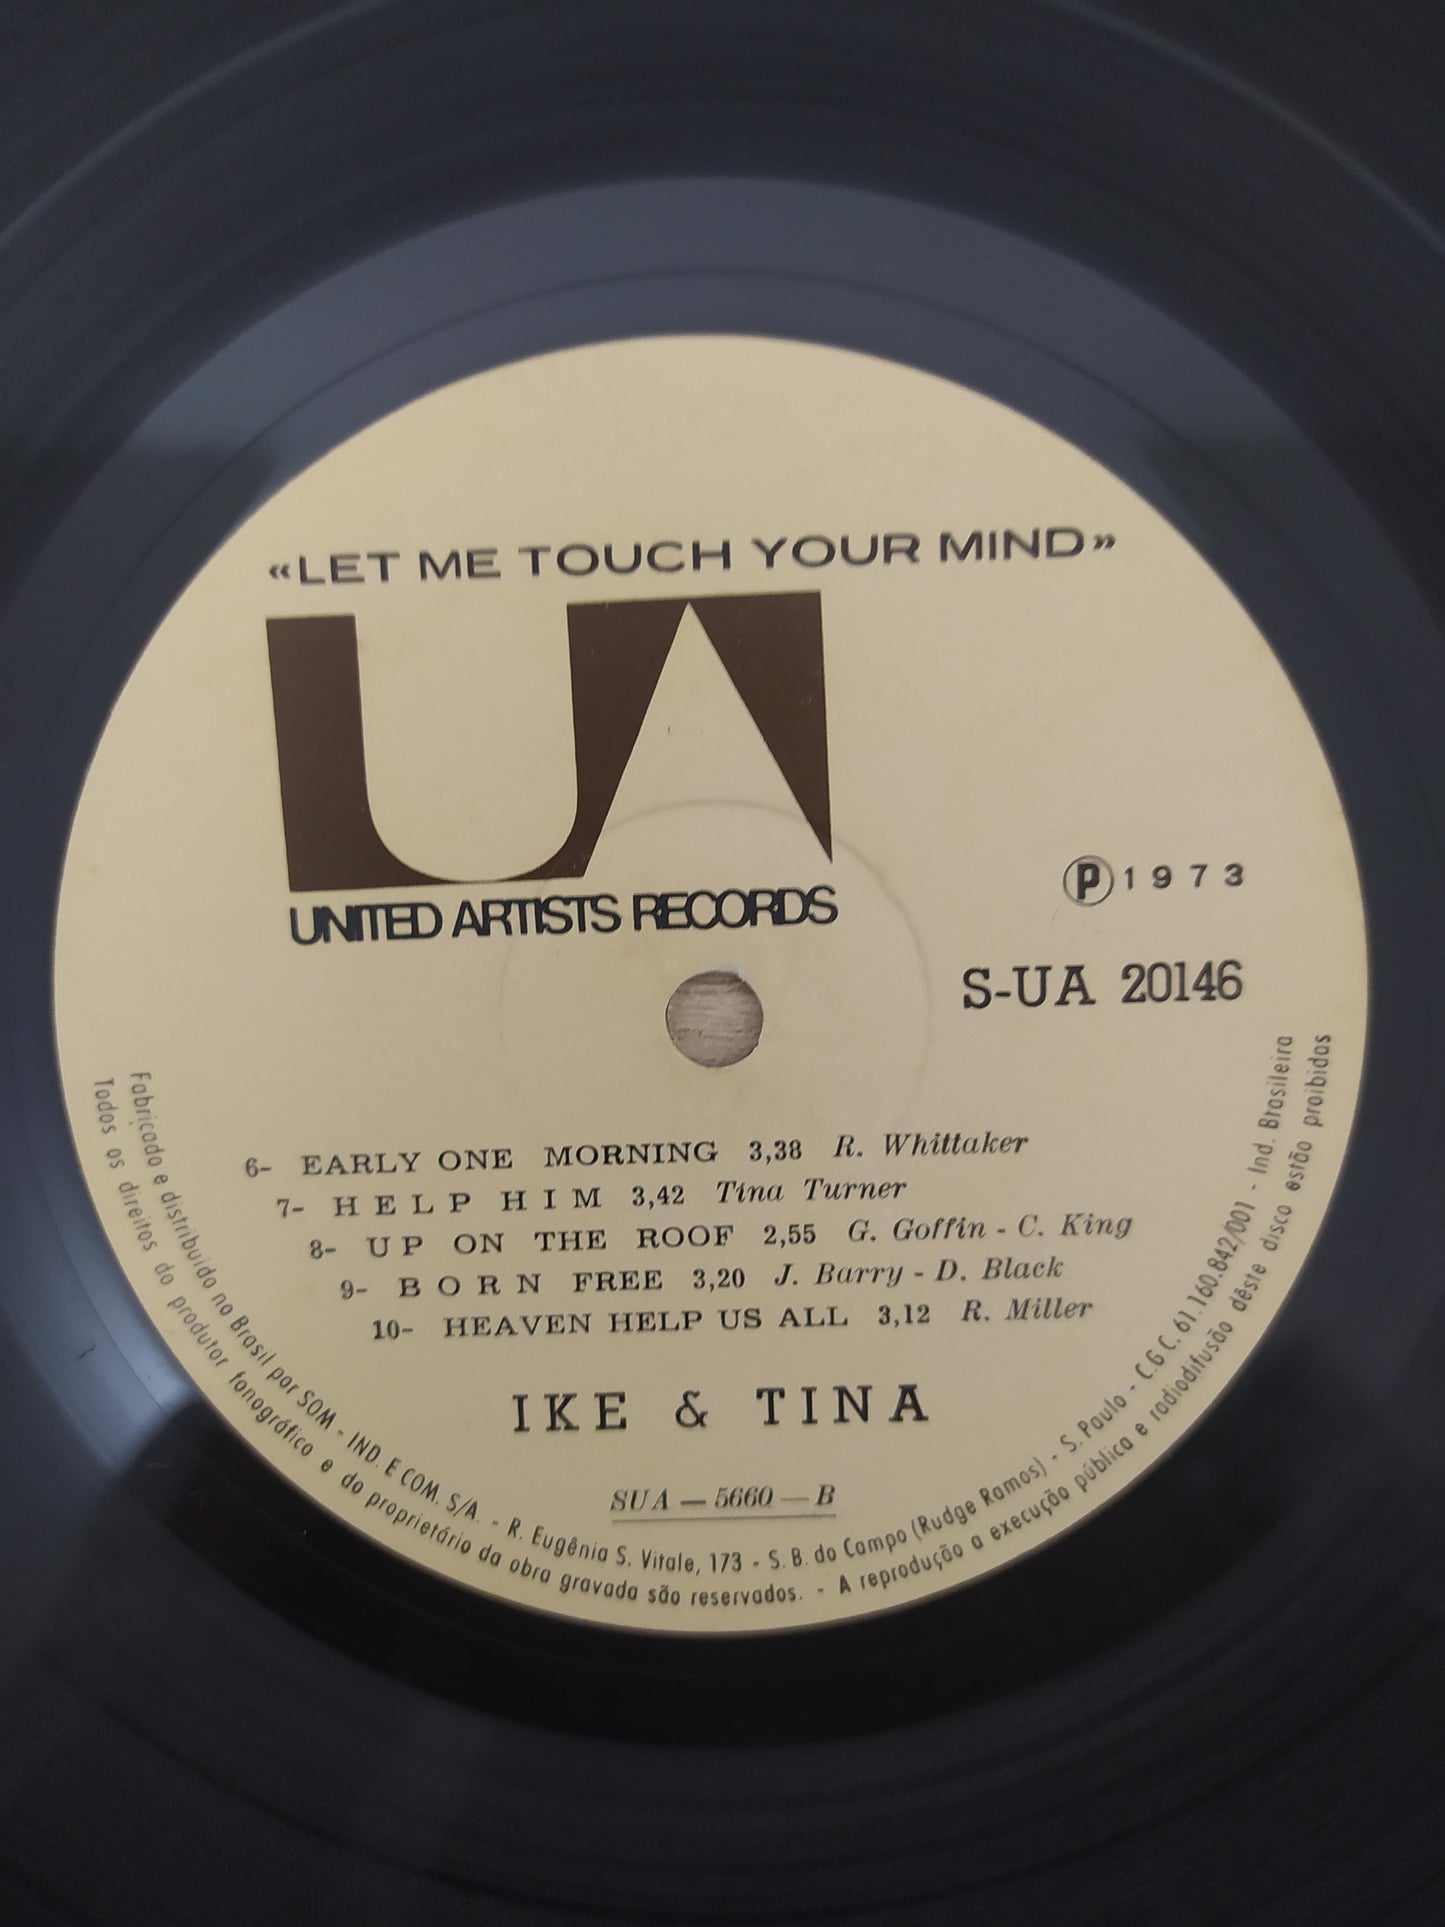 «LET ME TOUCH YOUR MIND»
UA
UNITED ARTISTS RECORDS
Ⓟ 1973
S-UA 20146
6- EARLY ONE MORNING 3,38 R. Whittaker
7- HELP HIM 3,42 Tina Turner
8- UP ON THE ROOF 2,55 G. Goffin - C. King
9- BORN FREE 3,20 J. Barry - D. Black
10- HEAVEN HELP US ALL 3,12 R. Miller
IKE & TINA
SUA — 5660 — B
Fabricado e distribuido no Brasil por SOM - IND. E COM. S/A. - R. Eugênia S. Vitale, 173 - S. B. do Campo (Rudge Ramos) - S. Paulo - C.G.C. 61.160.842/001 - Ind. Brasileira
Todos os direitos do produtor fonográfico e do proprietário da obra gravada são reservados. - A reprodução a execução pública e radiodifusão dêste disco estão proibidas